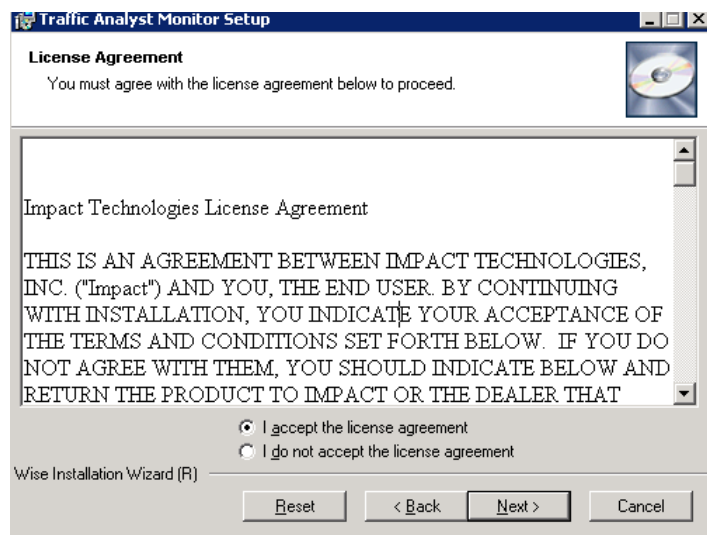 Traffic Analyst Monitor Setup
License Agreement
You must agree with the license agreement below to proceed.
Impact Technologies License Agreement
THIS IS AN AGREEMENT BETWEEN IMPACT TECHNOLOGIES,
INC. ("Impact") AND YOU, THE END USER. BY CONTINUING
WITH INSTALLATION, YOU INDICATE YOUR ACCEPTANCE OF
THE TERMS AND CONDITIONS SET FORTH BELOW.  IF YOU DO
NOT AGREE WITH THEM, YOU SHOULD INDICATE BELOW AND
RETURN THE PRODUCT TO IMPACT OR THE DEALER THAT
I accept the license agreement
I do not accept the license agreement
Wise Installation Wizard (R)
Reset
< Back
Next >
Cancel